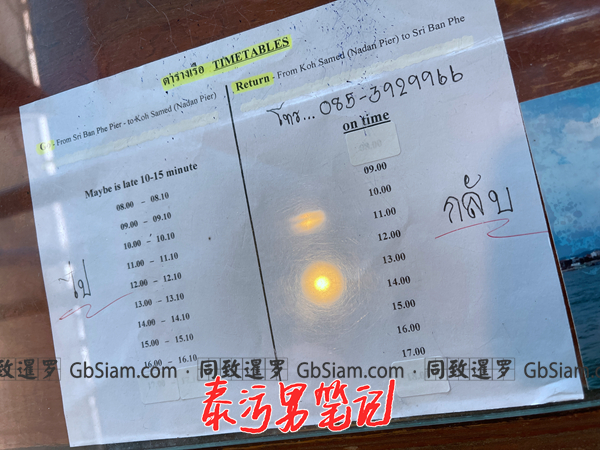 ตารางเรือ TIMETABLES
Go - From Sri Ban Phe Pier - to Koh Samed (Nadan Pier)
Maybe is late 10-15 minute
08.00 - 08.10
09.00 - 09.10
10.00 - 10.10
11.00 - 11.10
12.00 - 12.10
13.00 - 13.10
14.00 - 14.10
15.00 - 15.10
16.00 - 16.10
ไป
Return - From Koh Samed (Nadan Pier) to Sri Ban Phe
โทร... 085-3929966
on time
09.00
10.00
11.00
12.00
13.00
14.00
15.00
16.00
17.00
กลับ
同致暹罗 GbSiam.com · 同致暹罗 GbSiam.com · 同致暹罗 GbSiam.com
泰污男笔记